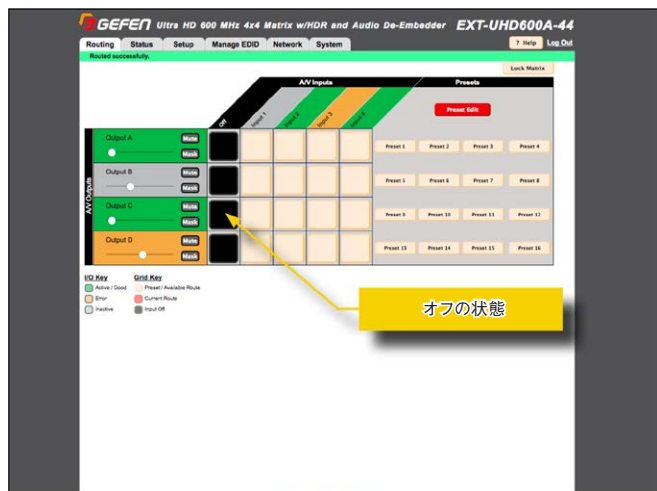 GEFEN Ultra HD 600 MHz 4x4 Matrix w/HDR and Audio De-Embedder EXT-UHD600A-44
Routing Status Setup Manage EDID Network System ? Help Log Out
Routed successfully.
Lock Matrix
A/V Inputs Presets
Off Input 1 Input 2 Input 3 Input 4
Preset Edit
A/V Outputs
Output A Mute
Mask
Preset 1 Preset 2 Preset 3 Preset 4
Output B Mute
Mask
Preset 5 Preset 6 Preset 7 Preset 8
Output C Mute
Mask
Preset 9 Preset 10 Preset 11 Preset 12
Output D Mute
Mask
Preset 13 Preset 14 Preset 15 Preset 16
I/O Key Grid Key
Active / Good Preset / Available Route
Error Current Route
Inactive Input Off
オフの状態